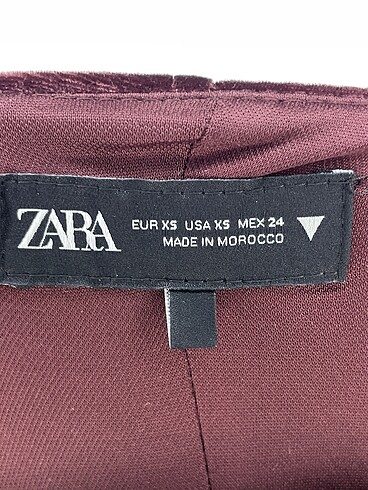 ZARA
EUR XS USA XS MEX 24
MADE IN MOROCCO